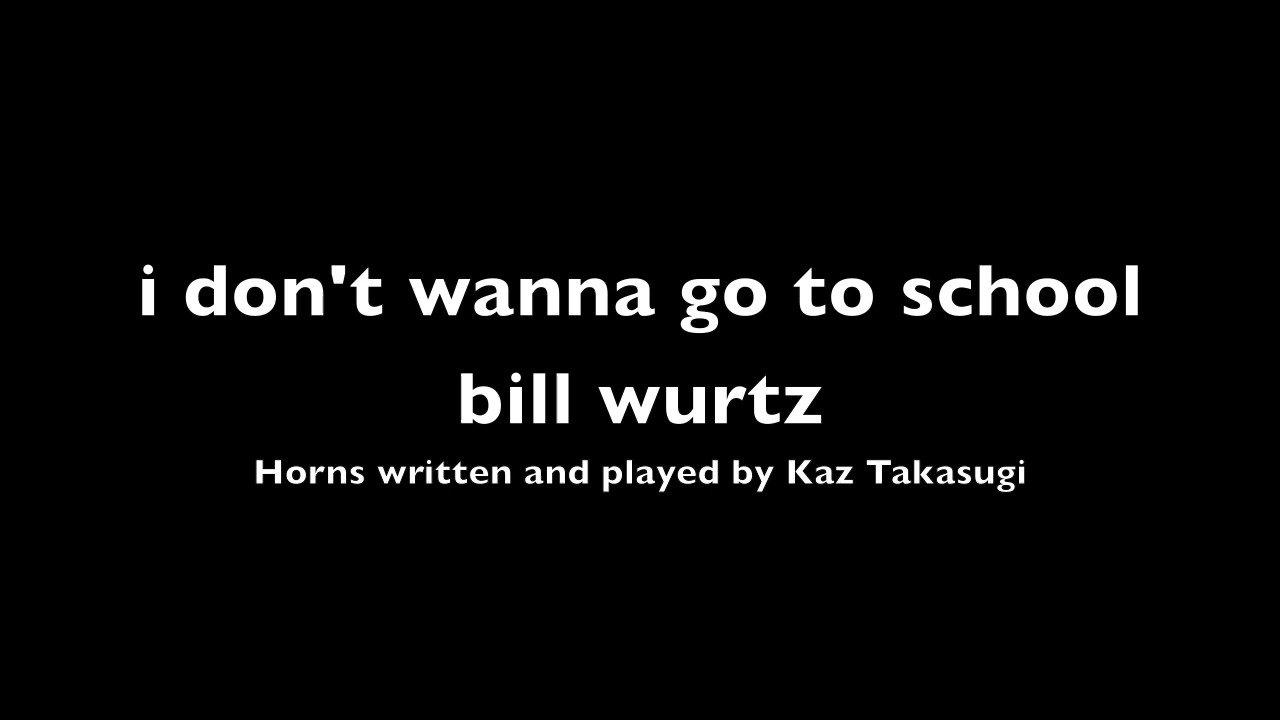 i don't wanna go to school
bill wurtz
Horns written and played by Kaz Takasugi